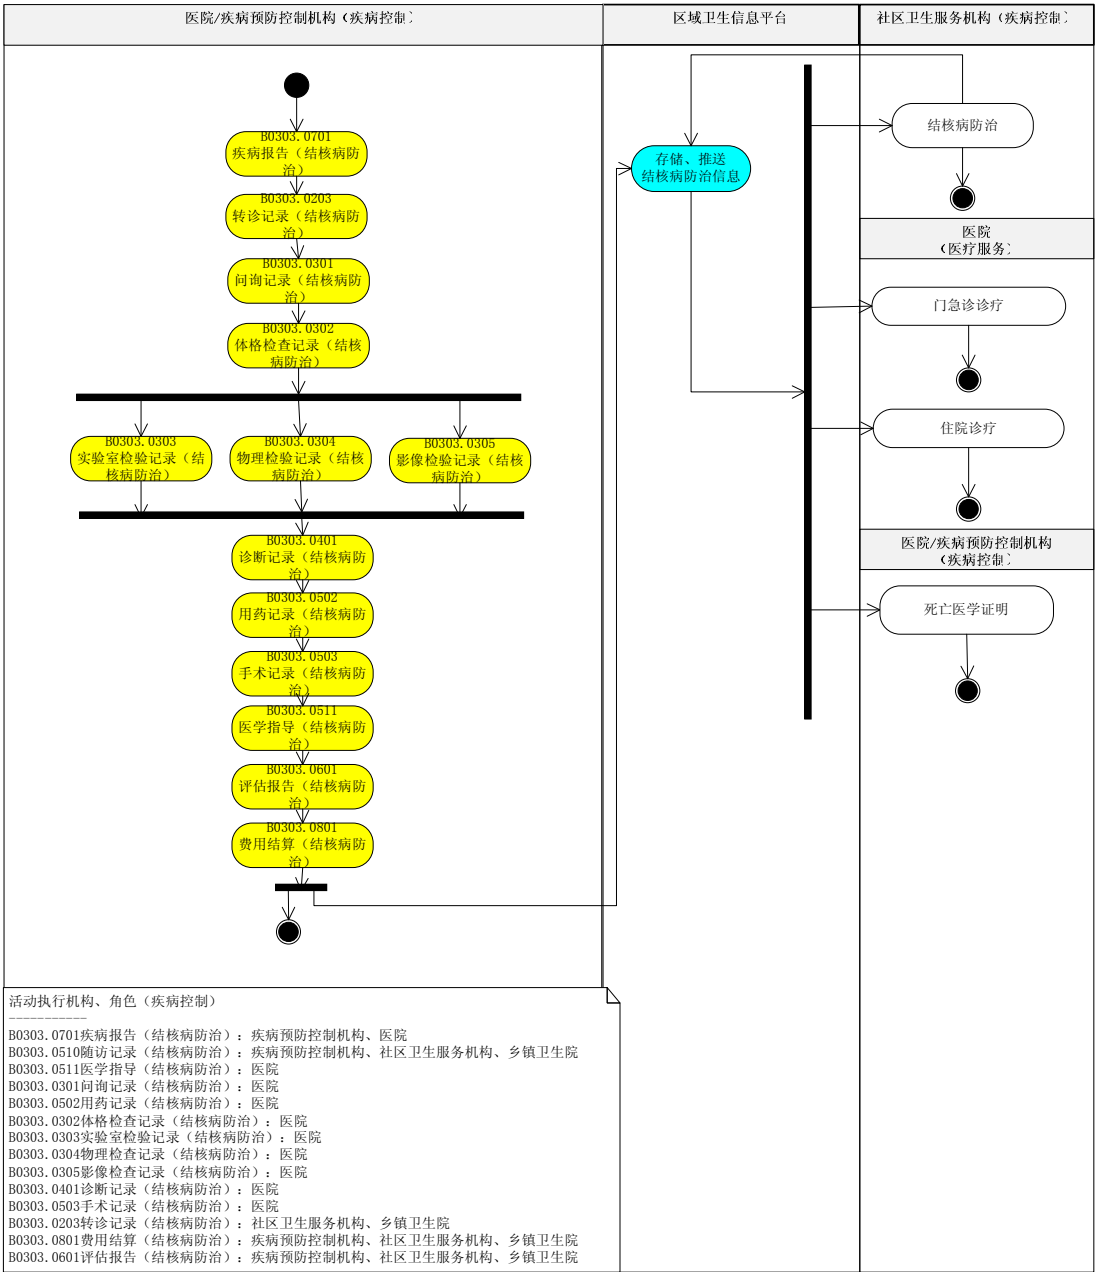 医院/疾病预防控制机构（疾病控制）
区域卫生信息平台
社区卫生服务机构（疾病控制）
B0303.0701
疾病报告（结核病防
治）
B0303.0203
转诊记录（结核病防
治）
B0303.0301
问询记录（结核病防
治）
B0303.0302
体格检查记录（结核
病防治）
B0303.0303
实验室检验记录（结
核病防治）
B0303.0304
物理检验记录（结核
病防治）
B0303.0305
影像检验记录（结核
病防治）
B0303.0401
诊断记录（结核病防
治）
B0303.0502
用药记录（结核病防
治）
B0303.0503
手术记录（结核病防
治）
B0303.0511
医学指导（结核病防
治）
B0303.0601
评估报告（结核病防
治）
B0303.0801
费用结算（结核病防
治）
存储、推送
结核病防治信息
结核病防治
医院
（医疗服务）
门急诊诊疗
住院诊疗
医院/疾病预防控制机构
（疾病控制）
死亡医学证明
活动执行机构、角色（疾病控制）
-----------
B0303.0701疾病报告（结核病防治）：疾病预防控制机构、医院
B0303.0510随访记录（结核病防治）：疾病预防控制机构、社区卫生服务机构、乡镇卫生院
B0303.0511医学指导（结核病防治）：医院
B0303.0301问询记录（结核病防治）：医院
B0303.0502用药记录（结核病防治）：医院
B0303.0302体格检查记录（结核病防治）：医院
B0303.0303实验室检验记录（结核病防治）：医院
B0303.0304物理检查记录（结核病防治）：医院
B0303.0305影像检查记录（结核病防治）：医院
B0303.0401诊断记录（结核病防治）：医院
B0303.0503手术记录（结核病防治）：医院
B0303.0203转诊记录（结核病防治）：社区卫生服务机构、乡镇卫生院
B0303.0801费用结算（结核病防治）：疾病预防控制机构、社区卫生服务机构、乡镇卫生院
B0303.0601评估报告（结核病防治）：疾病预防控制机构、社区卫生服务机构、乡镇卫生院